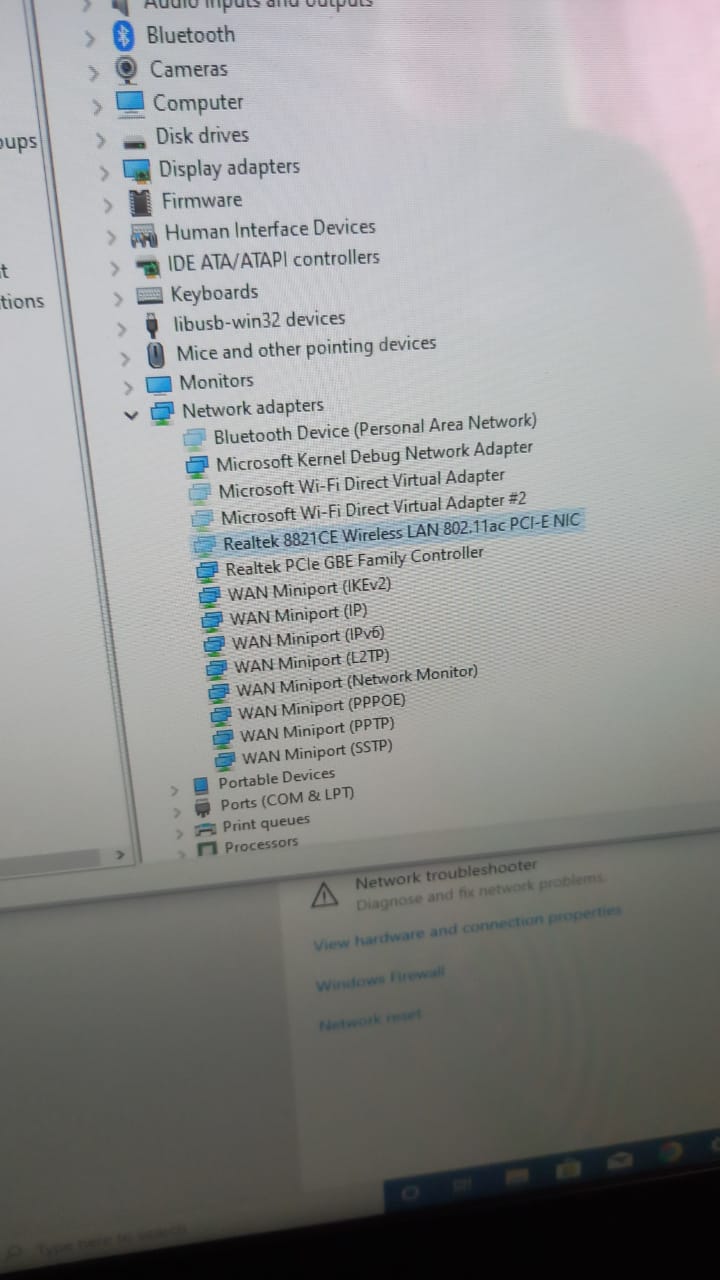 Audio inputs and outputs
Bluetooth
Cameras
Computer
Disk drives
oups
Display adapters
Firmware
Human Interface Devices
IDE ATA/ATAPI controllers
t
Keyboards
tions
libusb-win32 devices
Mice and other pointing devices
Monitors
Network adapters
Bluetooth Device (Personal Area Network)
Microsoft Kernel Debug Network Adapter
Microsoft Wi-Fi Direct Virtual Adapter
Microsoft Wi-Fi Direct Virtual Adapter #2
Realtek 8821CE Wireless LAN 802.11ac PCI-E NIC
Realtek PCIe GBE Family Controller
WAN Miniport (IKEv2)
WAN Miniport (IP)
WAN Miniport (IPv6)
WAN Miniport (L2TP)
WAN Miniport (Network Monitor)
WAN Miniport (PPPOE)
WAN Miniport (PPTP)
WAN Miniport (SSTP)
Portable Devices
Ports (COM & LPT)
Print queues
Processors
Network troubleshooter
Diagnose and fix network problems.
View hardware and connection properties
Windows Firewall
Network reset
Type here to search